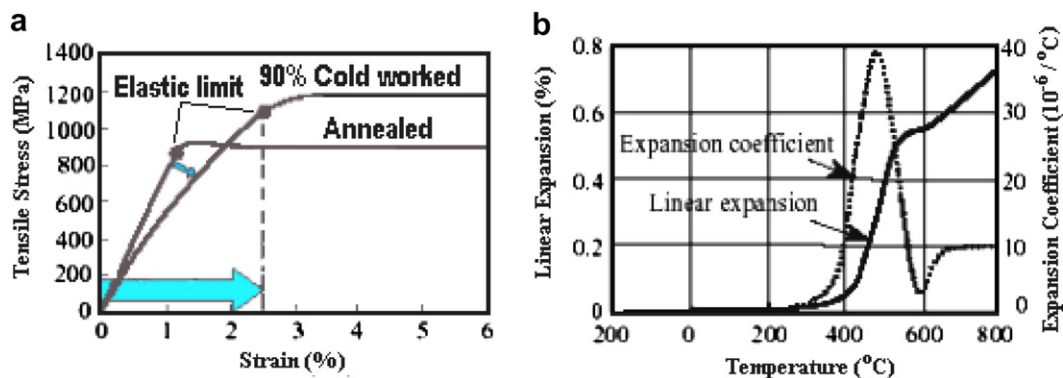 a
Tensile Stress (MPa)
1400
1200
1000
800
600
400
200
0
Elastic limit
90% Cold worked
Annealed
0 1 2 3 4 5 6
Strain (%)
b
Linear Expansion (%)
0.8
0.6
0.4
0.2
0
Expansion coefficient
Linear expansion
40
30
20
10
0
Expansion Coefficient (10-6 / °C)
200 0 200 400 600 800
Temperature (°C)